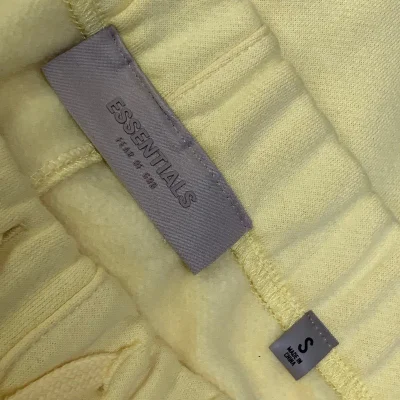 ESSENTIALS
FEAR OF GOD
S
MADE IN
CHINA